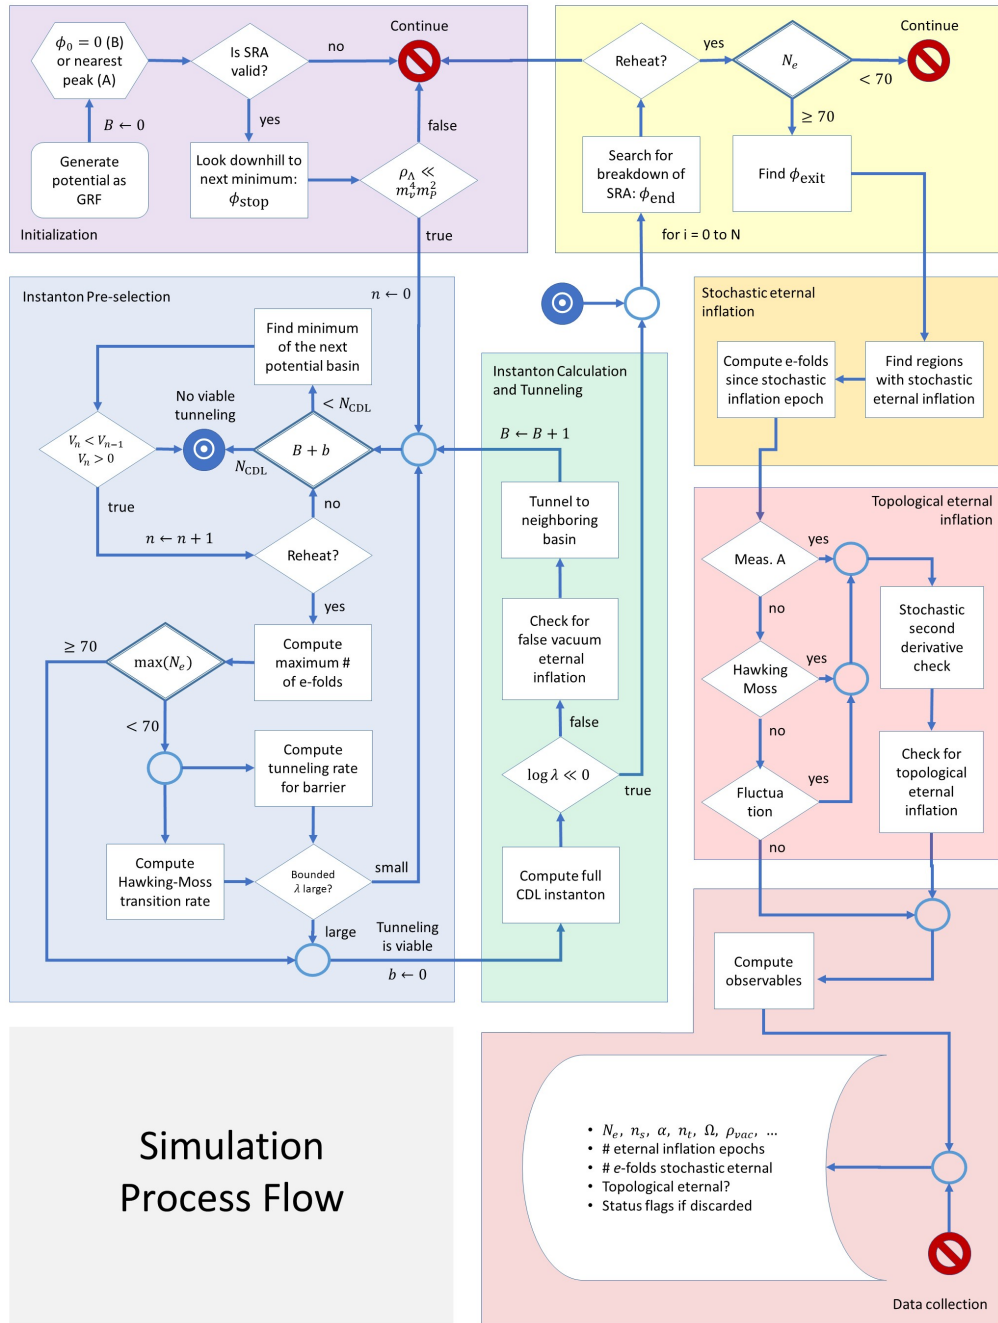 ϕ₀ = 0 (B)
or nearest
peak (A)
Is SRA
valid?
no
Continue
B ← 0
yes
false
Generate
potential as
GRF
Look downhill to
next minimum:
ϕstop
ρΛ ≪
mᵥ⁴mP²
true
Initialization
Reheat?
yes
Nₑ
Continue
< 70
≥ 70
Search for
breakdown of
SRA: ϕend
Find ϕexit
for i = 0 to N
Instanton Pre-selection
n ← 0
Find minimum
of the next
potential basin
No viable
tunneling
< NCDL
Vₙ < Vₙ₋₁
Vₙ > 0
NCDL
B + b
true
no
n ← n + 1
Reheat?
yes
≥ 70
max(Nₑ)
Compute
maximum #
of e-folds
< 70
Compute
tunneling rate
for barrier
Compute
Hawking-Moss
transition rate
Bounded
λ large?
small
large
Tunneling
is viable
b ← 0
Instanton Calculation
and Tunneling
B ← B + 1
Tunnel to
neighboring
basin
Check for
false vacuum
eternal
inflation
false
log λ ≪ 0
true
Compute full
CDL instanton
Stochastic eternal
inflation
Compute e-folds
since stochastic
inflation epoch
Find regions
with stochastic
eternal inflation
Topological eternal
inflation
Meas. A
yes
no
Stochastic
second
derivative
check
Hawking
Moss
yes
no
Check for
topological
eternal
inflation
Fluctua
tion
yes
no
Compute
observables
• Nₑ, nₛ, α, nₜ, Ω, ρvac, ...
• # eternal inflation epochs
• # e-folds stochastic eternal
• Topological eternal?
• Status flags if discarded
Data collection
Simulation
Process Flow